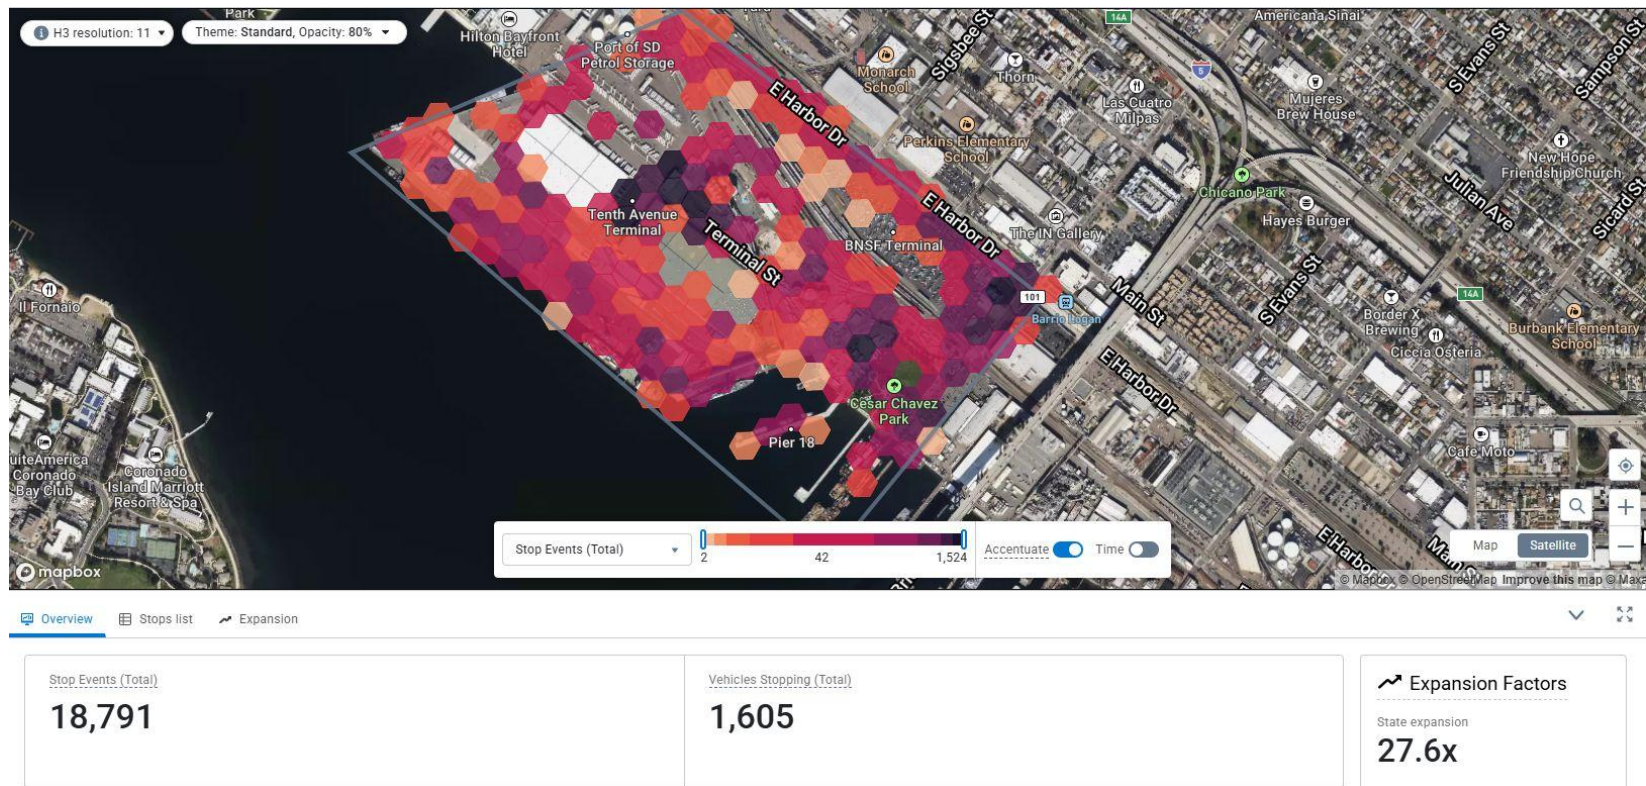 Park
Yard
14A
Americana Sinai
H3 resolution: 11
Theme: Standard, Opacity: 80%
Hilton Bayfront
Hotel
Port of SD
Petrol Storage
Sigsbee St
S Evans St
Sampson St
Monarch
School
Thorn
5
Las Cuatro
Milpas
Mujeres
Brew House
E Harbor Dr
Perkins Elementary
School
New Hope
Friendship Church
Julian Ave
Sicard St
Chicano Park
Hayes Burger
Tenth Avenue
Terminal
Terminal St
E Harbor Dr
The IN Gallery
BNSF Terminal
S Evans St
Il Fornaio
101
Barrio Logan
Main St
14A
Border X
Brewing
Ciccia Osteria
Burbank Elementary
School
E Harbor Dr
Cesar Chavez
Park
Pier 18
Cafe Moto
uiteAmerica
Coronado
Bay Club
Coronado
Island Marriott
Resort & Spa
E Harbor
Main St
Stop Events (Total)
2
42
1,524
Accentuate
Time
Map
Satellite
mapbox
© Mapbox © OpenStreetMap Improve this map © Maxa
Overview
Stops list
Expansion
Stop Events (Total)
18,791
Vehicles Stopping (Total)
1,605
Expansion Factors
State expansion
27.6x